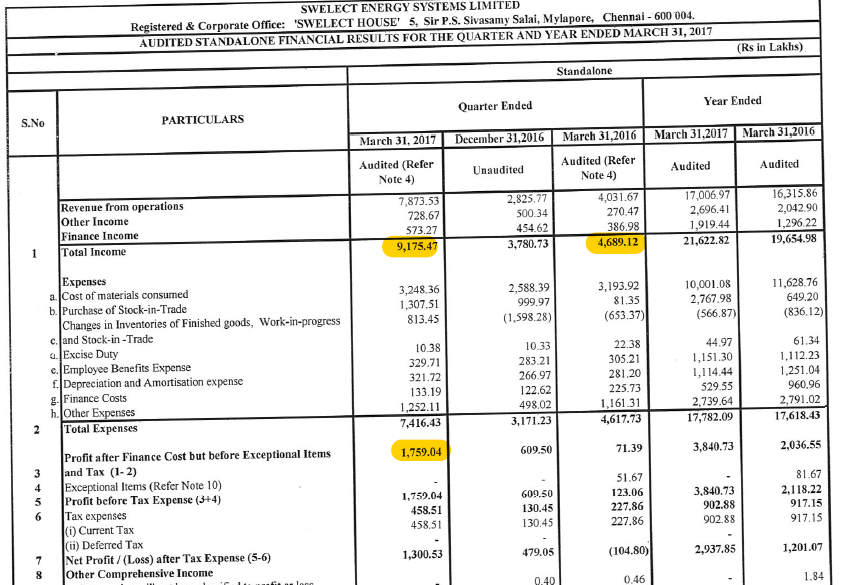 SWELECT ENERGY SYSTEMS LIMITED
Registered & Corporate Office: 'SWELECT HOUSE' 5, Sir P.S. Sivasamy Salai, Mylapore, Chennai - 600 004.
AUDITED STANDALONE FINANCIAL RESULTS FOR THE QUARTER AND YEAR ENDED MARCH 31, 2017
(Rs in Lakhs)
Standalone
S.No PARTICULARS Quarter Ended Year Ended
March 31, 2017 December 31,2016 March 31,2016 March 31,2017 March 31,2016
Audited (Refer Note 4) Unaudited Audited (Refer Note 4) Audited Audited
Revenue from operations 7,873.53 2,825.77 4,031.67 17,006.97 16,315.86
Other Income 728.67 500.34 270.47 2,696.41 2,042.90
Finance Income 573.27 454.62 386.98 1,919.44 1,296.22
1 Total Income 9,175.47 3,780.73 4,689.12 21,622.82 19,654.98
Expenses
a. Cost of materials consumed 3,248.36 2,588.39 3,193.92 10,001.08 11,628.76
b. Purchase of Stock-in-Trade 1,307.51 999.97 81.35 2,767.98 649.20
Changes in Inventories of Finished goods, Work-in-progress 813.45 (1,598.28) (653.37) (566.87) (836.12)
c. and Stock-in -Trade
d. Excise Duty 10.38 10.33 22.38 44.97 61.34
e. Employee Benefits Expense 329.71 283.21 305.21 1,151.30 1,112.23
f. Depreciation and Amortisation expense 321.72 266.97 281.20 1,114.44 1,251.04
g. Finance Costs 133.19 122.62 225.73 529.55 960.96
h. Other Expenses 1,252.11 498.02 1,161.31 2,739.64 2,791.02
2 Total Expenses 7,416.43 3,171.23 4,617.73 17,782.09 17,618.43
Profit after Finance Cost but before Exceptional Items 1,759.04 609.50 71.39 3,840.73 2,036.55
3 and Tax (1- 2)
4 Exceptional Items (Refer Note 10) - - 51.67 - 81.67
5 Profit before Tax Expense (3+4) 1,759.04 609.50 123.06 3,840.73 2,118.22
6 Tax expenses 458.51 130.45 227.86 902.88 917.15
(i) Current Tax 458.51 130.45 227.86 902.88 917.15
(ii) Deferred Tax - - - - -
7 Net Profit / (Loss) after Tax Expense (5-6) 1,300.53 479.05 (104.80) 2,937.85 1,201.07
8 Other Comprehensive Income
- 0.40 0.46 - 1.84